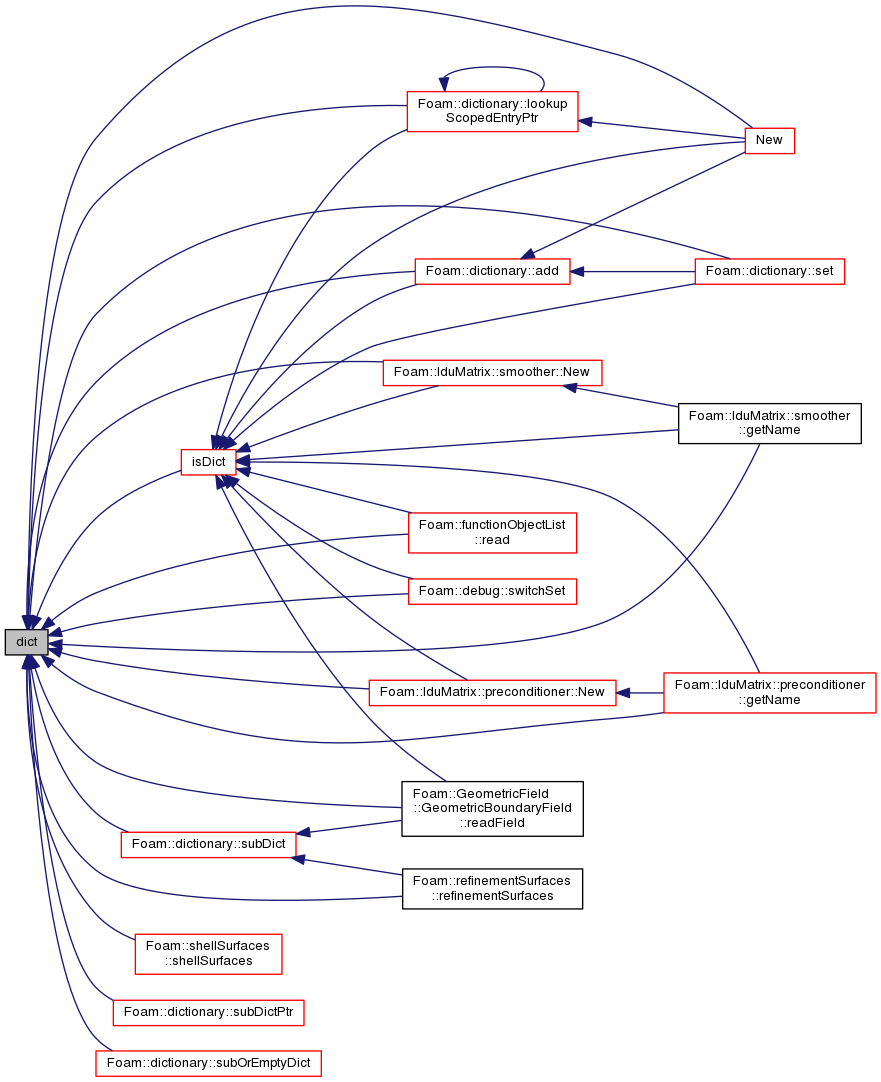 Foam::dictionary::lookup
ScopedEntryPtr
New
Foam::dictionary::add
Foam::dictionary::set
Foam::lduMatrix::smoother::New
Foam::lduMatrix::smoother
::getName
isDict
Foam::functionObjectList
::read
Foam::debug::switchSet
dict
Foam::lduMatrix::preconditioner::New
Foam::lduMatrix::preconditioner
::getName
Foam::GeometricField
::GeometricBoundaryField
::readField
Foam::dictionary::subDict
Foam::refinementSurfaces
::refinementSurfaces
Foam::shellSurfaces
::shellSurfaces
Foam::dictionary::subDictPtr
Foam::dictionary::subOrEmptyDict